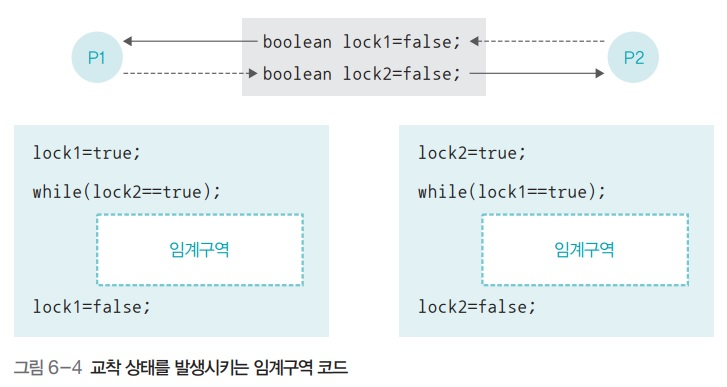 P1
boolean lock1=false;
boolean lock2=false;
P2
lock1=true;
while(lock2==true);
임계구역
lock1=false;
lock2=true;
while(lock1==true);
임계구역
lock2=false;
그림 6-4 교착 상태를 발생시키는 임계구역 코드